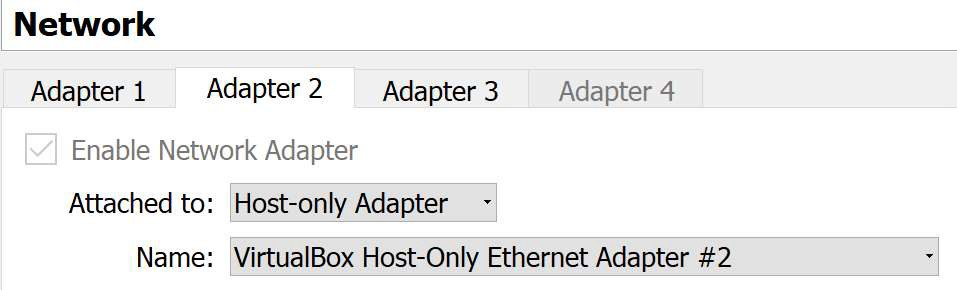 Network
Adapter 1 Adapter 2 Adapter 3 Adapter 4
Enable Network Adapter
Attached to: Host-only Adapter
Name: VirtualBox Host-Only Ethernet Adapter #2